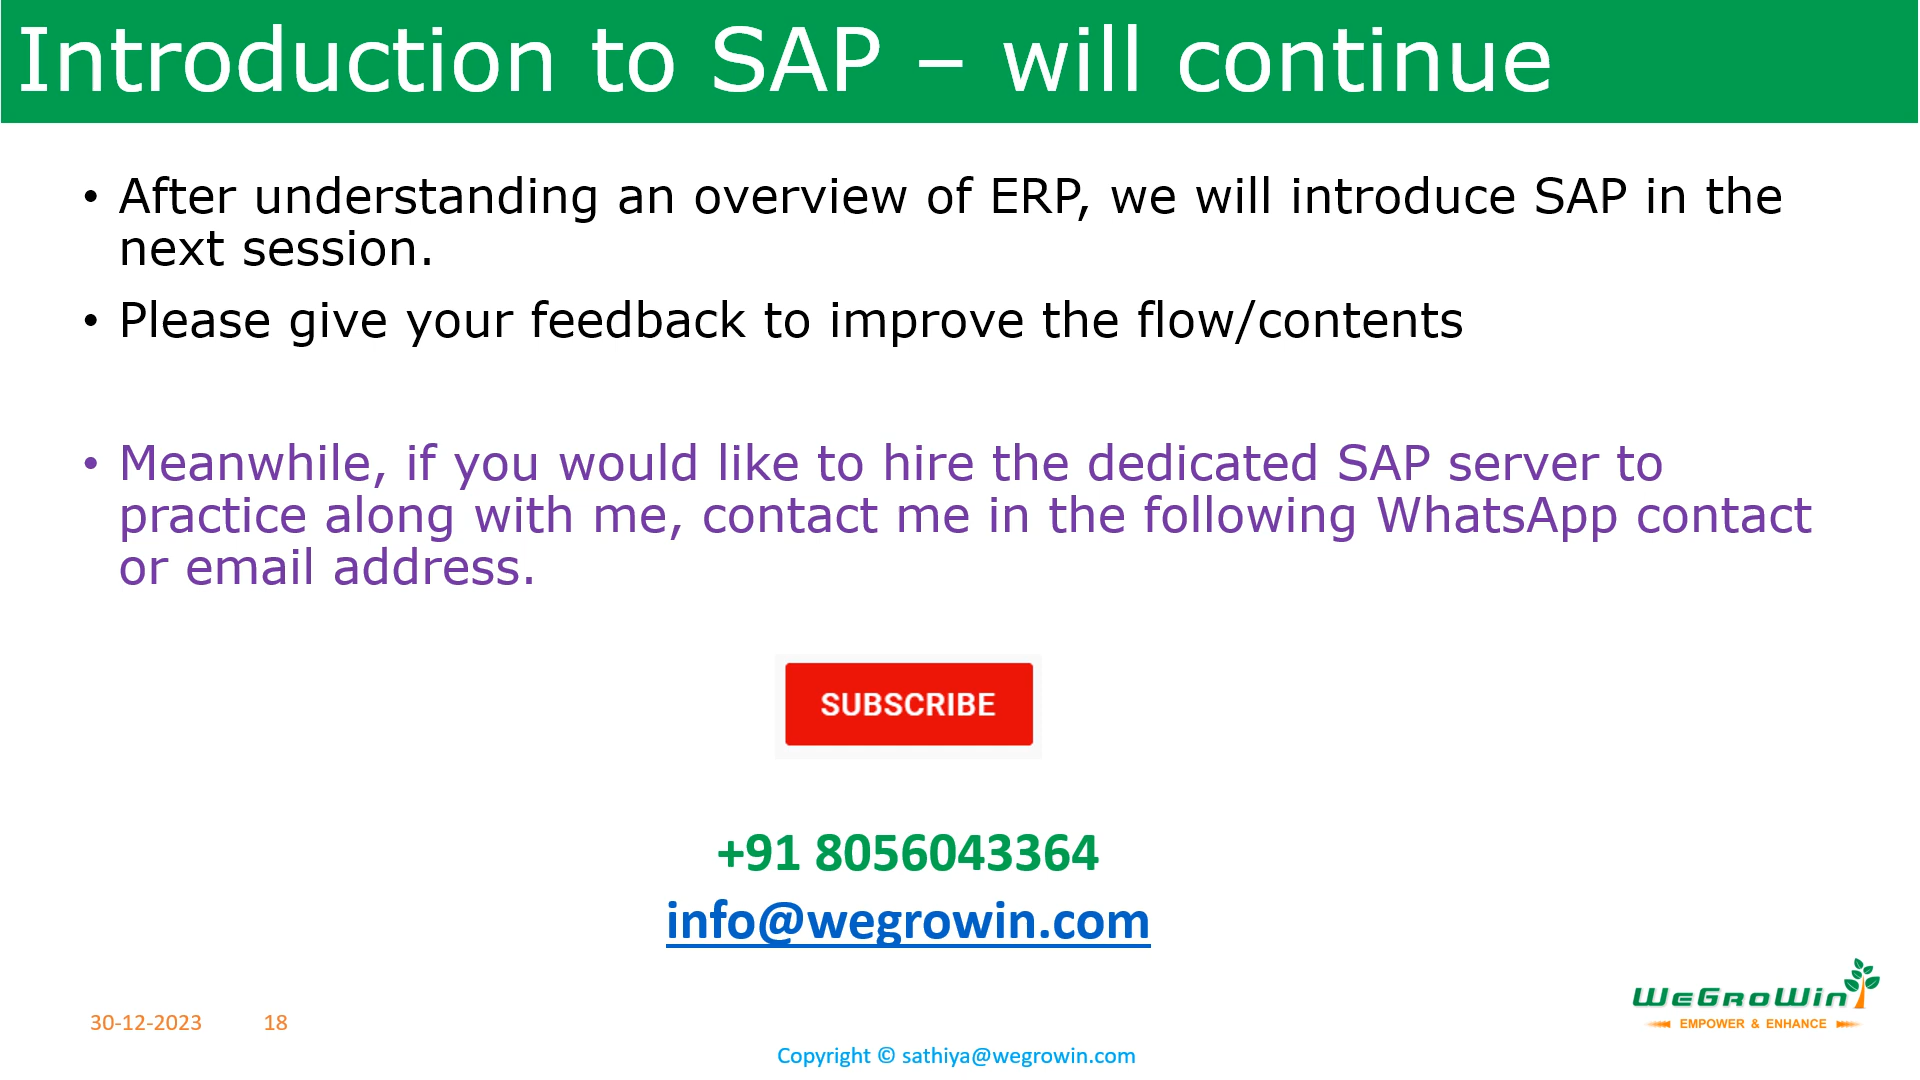 Introduction to SAP – will continue
• After understanding an overview of ERP, we will introduce SAP in the
next session.
• Please give your feedback to improve the flow/contents
• Meanwhile, if you would like to hire the dedicated SAP server to
practice along with me, contact me in the following WhatsApp contact
or email address.
SUBSCRIBE
+91 8056043364
info@wegrowin.com
WeGroWin
EMPOWER & ENHANCE
30-12-2023 18
Copyright © sathiya@wegrowin.com